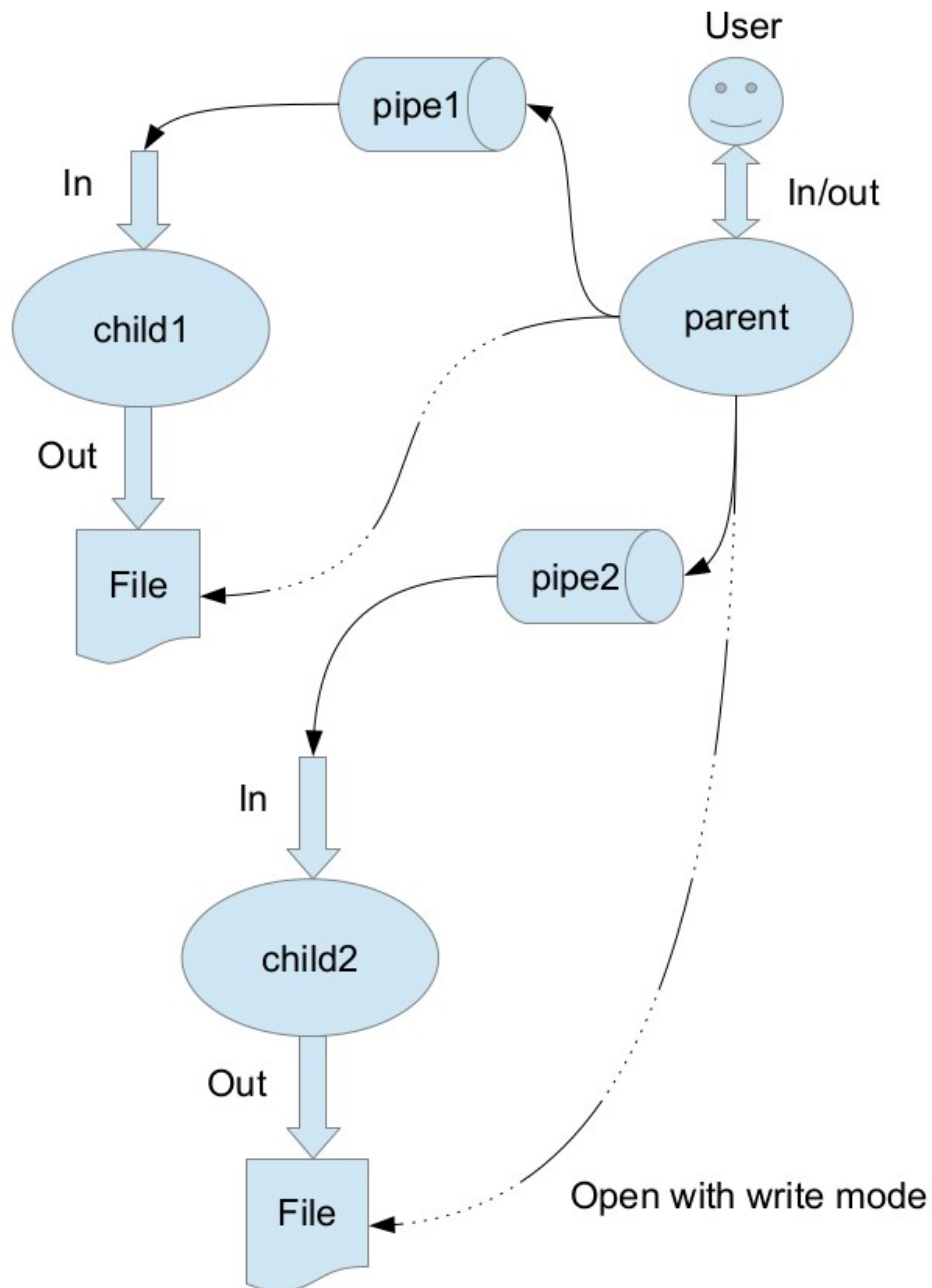 User
pipe1
In
In/out
parent
child1
Out
File
pipe2
In
child2
Out
Open with write mode
File